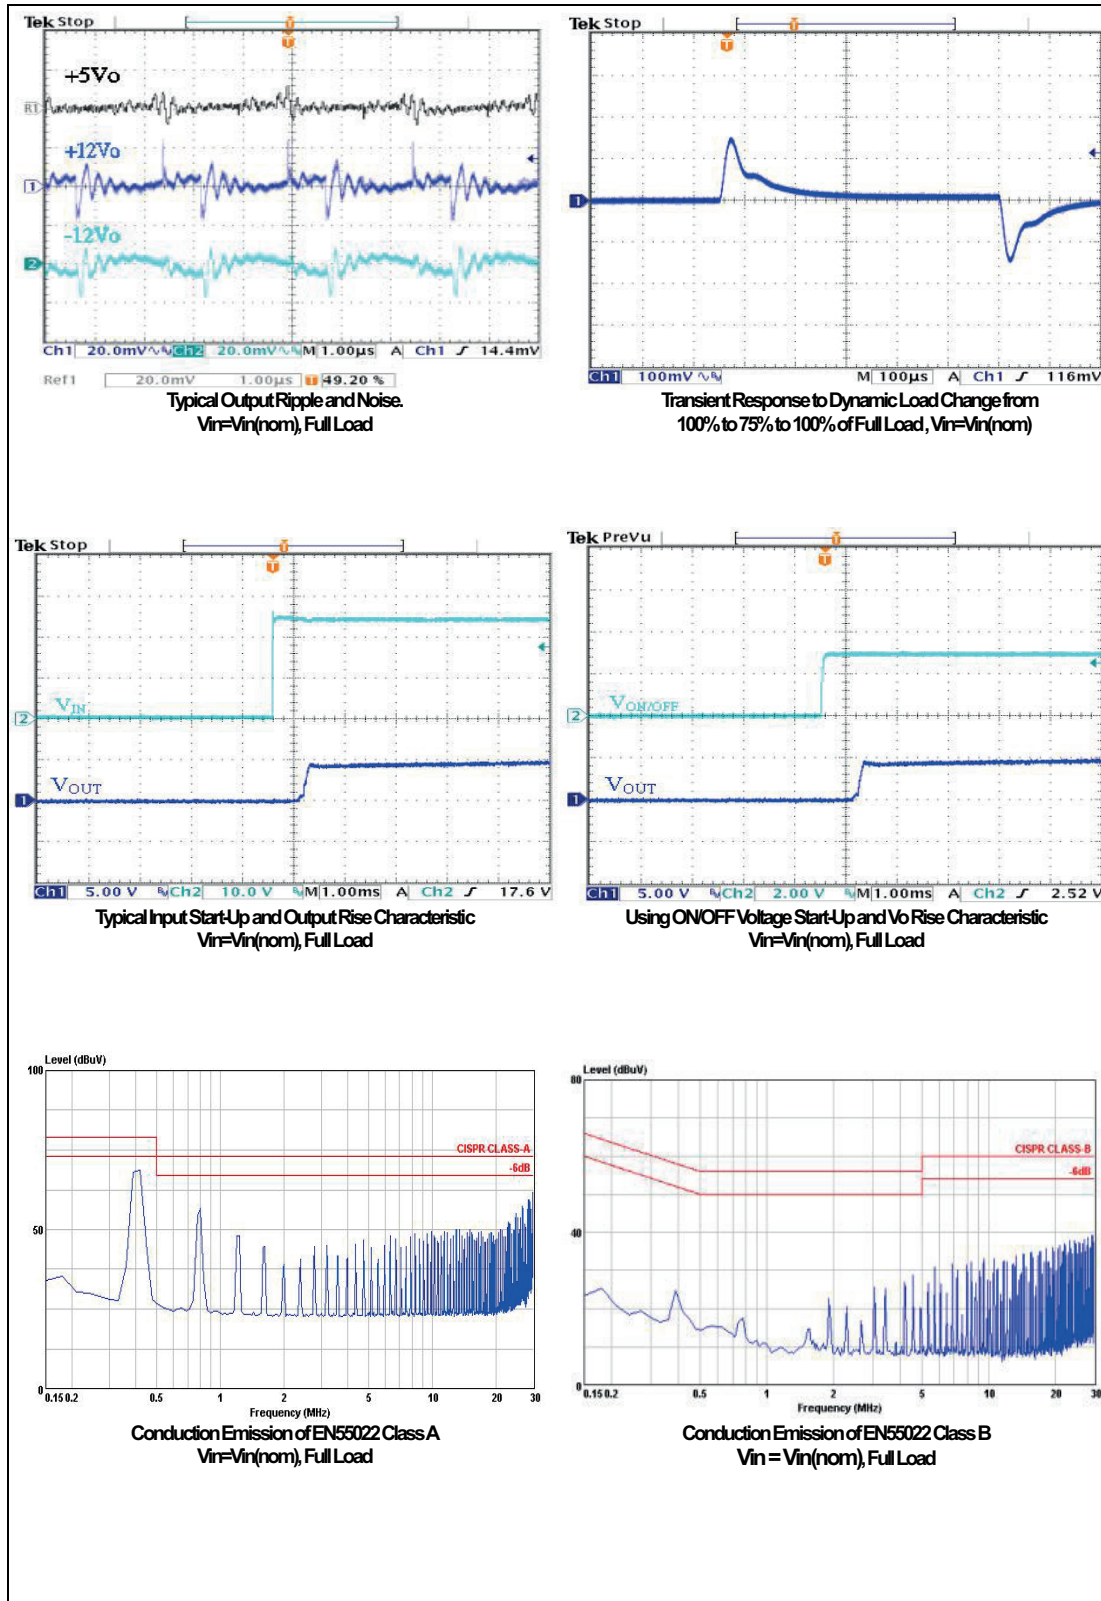 Tek Stop
T
T
+5Vo
R1
+12Vo
1
-12Vo
2
Ch1 20.0mV Ch2 20.0mV M 1.00µs A Ch1 14.4mV
Ref1 20.0mV 1.00µs T 49.20 %
Typical Output Ripple and Noise.
Vin=Vin(nom), Full Load
Tek Stop
T
T
1
Ch1 100mV M 100µs A Ch1 116mV
Transient Response to Dynamic Load Change from
100% to 75% to 100% of Full Load , Vin=Vin(nom)
Tek Stop
T
T
VIN
2
VOUT
1
Ch1 5.00 V Ch2 10.0 V M 1.00ms A Ch2 17.6 V
Typical Input Start-Up and Output Rise Characteristic
Vin=Vin(nom), Full Load
Tek PreVu
T
T
VON/OFF
2
VOUT
1
Ch1 5.00 V Ch2 2.00 V M 1.00ms A Ch2 2.52 V
Using ON/OFF Voltage Start-Up and Vo Rise Characteristic
Vin=Vin(nom), Full Load
Level (dBuV)
100
CISPR CLASS-A
-6dB
50
0
0.15 0.2 0.5 1 2 5 10 20 30
Frequency (MHz)
Conduction Emission of EN55022 Class A
Vin=Vin(nom), Full Load
Level (dBuV)
80
CISPR CLASS-B
-6dB
40
0
0.15 0.2 0.5 1 2 5 10 20 30
Frequency (MHz)
Conduction Emission of EN55022 Class B
Vin = Vin(nom), Full Load